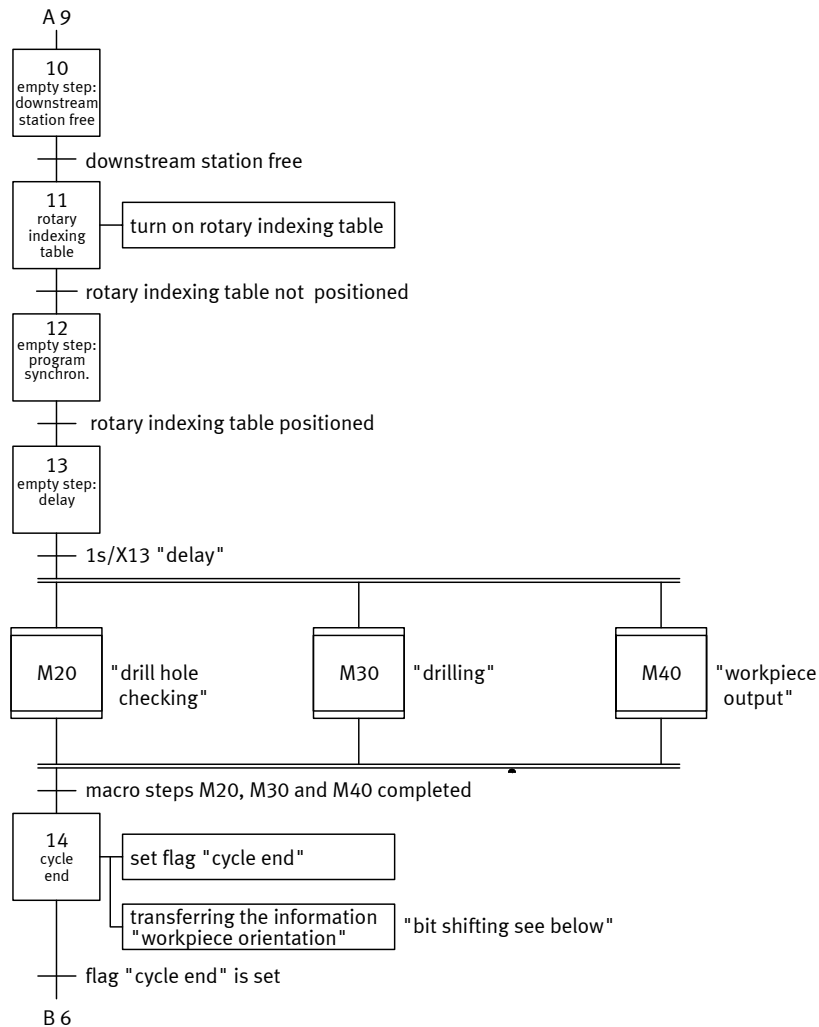 A 9
10
empty step:
downstream
station free
downstream station free
11
rotary
indexing
table
turn on rotary indexing table
rotary indexing table not positioned
12
empty step:
program
synchron.
rotary indexing table positioned
13
empty step:
delay
1s/X13 "delay"
M20
"drill hole
checking"
M30
"drilling"
M40
"workpiece
output"
macro steps M20, M30 and M40 completed
14
cycle
end
set flag "cycle end"
transferring the information
"workpiece orientation"
"bit shifting see below"
flag "cycle end" is set
B 6